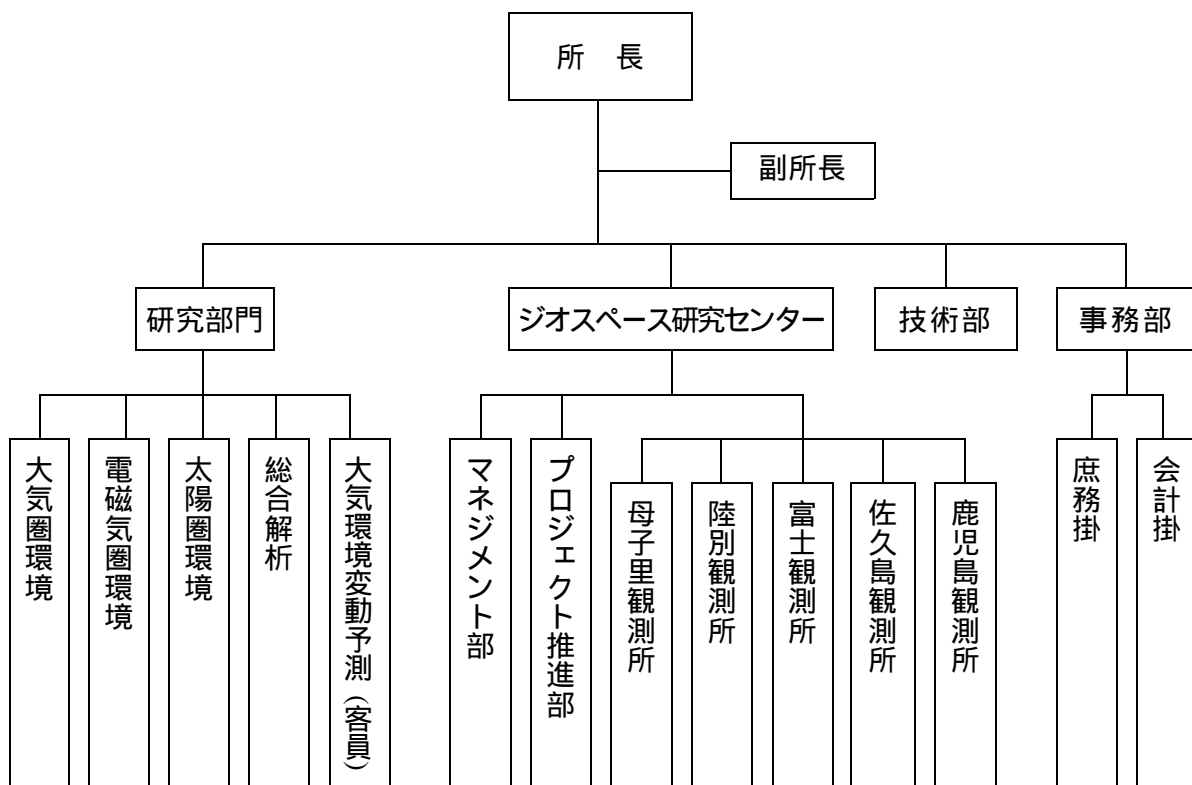 所　長
副所長
研究部門
ジオスペース研究センター
技術部
事務部
大気圏環境
電磁気圏環境
太陽圏環境
総合解析
大気環境変動予測（客員）
マネジメント部
プロジェクト推進部
母子里観測所
陸別観測所
富士観測所
佐久島観測所
鹿児島観測所
庶務掛
会計掛